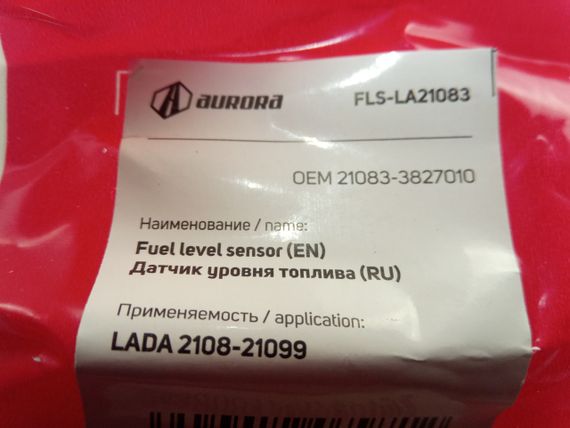 AURORA FLS-LA21083
OEM 21083-3827010
Наименование / name:
Fuel level sensor (EN)
Датчик уровня топлива (RU)
Применяемость / application:
LADA 2108-21099